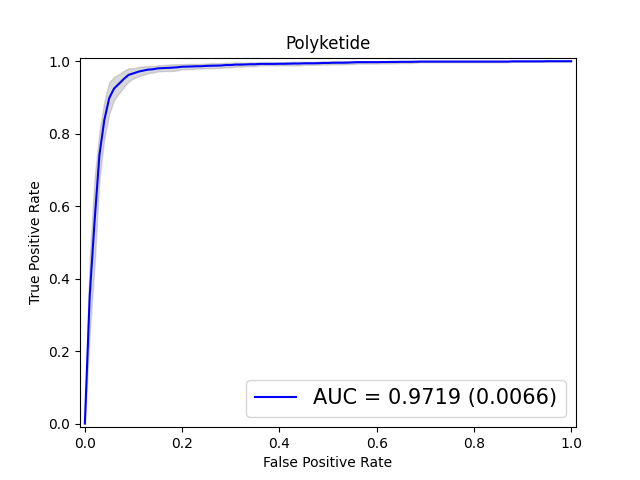 Polyketide
True Positive Rate
1.0
0.8
0.6
0.4
0.2
0.0
AUC = 0.9719 (0.0066)
0.0 0.2 0.4 0.6 0.8 1.0
False Positive Rate